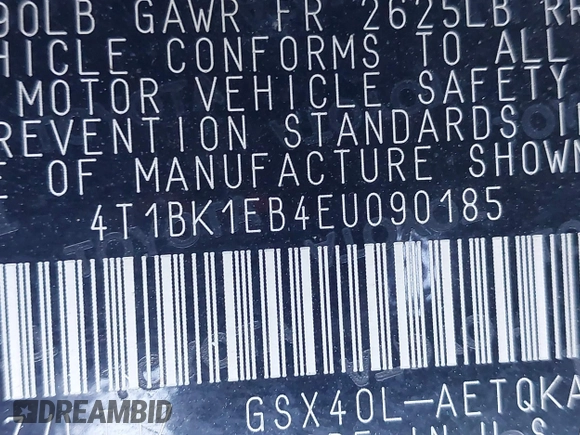 90LB GAWR FR 2625LB RR
HICLE CONFORMS TO ALL
MOTOR VEHICLE SAFETY
REVENTION STANDARDS
E OF MANUFACTURE SHOWN
4T1BK1EB4EU090185
GSX40L-AETQKA
DREAMBID